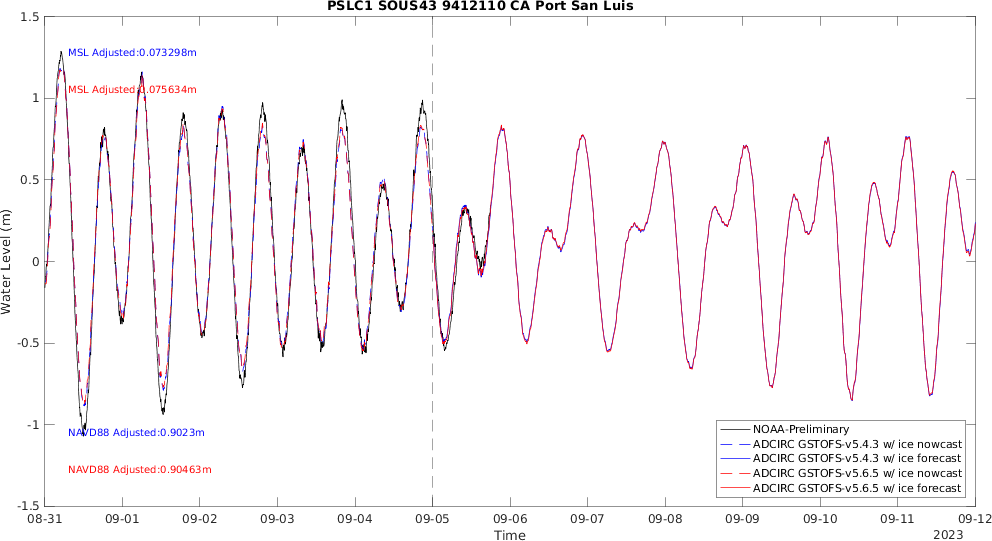 PSLC1 SOUS43 9412110 CA Port San Luis
1.5
MSL Adjusted:0.073298m
MSL Adjusted:0.075634m
1
0.5
0
-0.5
-1
-1.5
Water Level (m)
NAVD88 Adjusted:0.9023m
NAVD88 Adjusted:0.90463m
NOAA-Preliminary
ADCIRC GSTOFS-v5.4.3 w/ ice nowcast
ADCIRC GSTOFS-v5.4.3 w/ ice forecast
ADCIRC GSTOFS-v5.6.5 w/ ice nowcast
ADCIRC GSTOFS-v5.6.5 w/ ice forecast
08-31 09-01 09-02 09-03 09-04 09-05 09-06 09-07 09-08 09-09 09-10 09-11 09-12
Time
2023